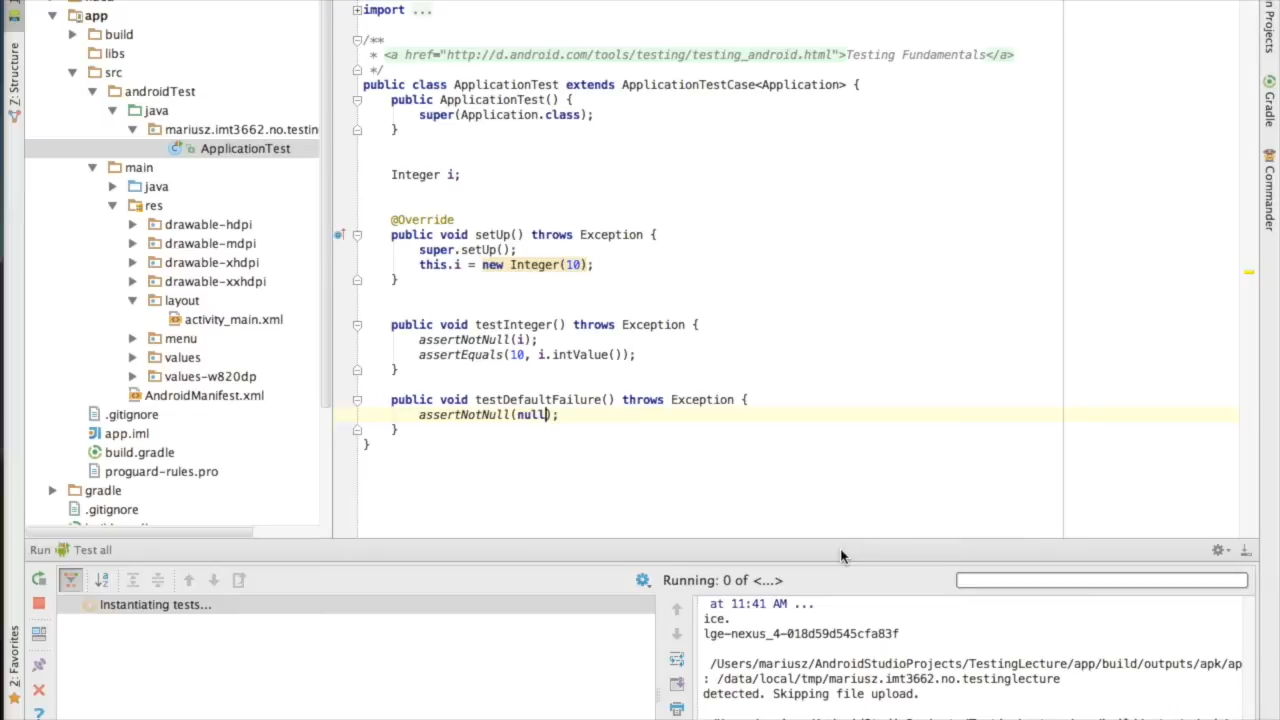 app
build
libs
src
androidTest
java
mariusz.imt3662.no.testin
ApplicationTest
main
java
res
drawable-hdpi
drawable-mdpi
drawable-xhdpi
drawable-xxhdpi
layout
activity_main.xml
menu
values
values-w820dp
AndroidManifest.xml
.gitignore
app.iml
build.gradle
proguard-rules.pro
gradle
.gitignore
Z: Structure
2: Favorites
import ...
/**
* <a href="http://d.android.com/tools/testing/testing_android.html">Testing Fundamentals</a>
*/
public class ApplicationTest extends ApplicationTestCase<Application> {
public ApplicationTest() {
super(Application.class);
}
Integer i;
@Override
public void setUp() throws Exception {
super.setUp();
this.i = new Integer(10);
}
public void testInteger() throws Exception {
assertNotNull(i);
assertEquals(10, i.intValue());
}
public void testDefaultFailure() throws Exception {
assertNotNull(null);
}
}
n Projects
Gradle
Commander
Run Test all
Running: 0 of <...>
Instantiating tests...
at 11:41 AM ...
ice.
lge-nexus_4-018d59d545cfa83f
/Users/mariusz/AndroidStudioProjects/TestingLecture/app/build/outputs/apk/ap
: /data/local/tmp/mariusz.imt3662.no.testinglecture
detected. Skipping file upload.